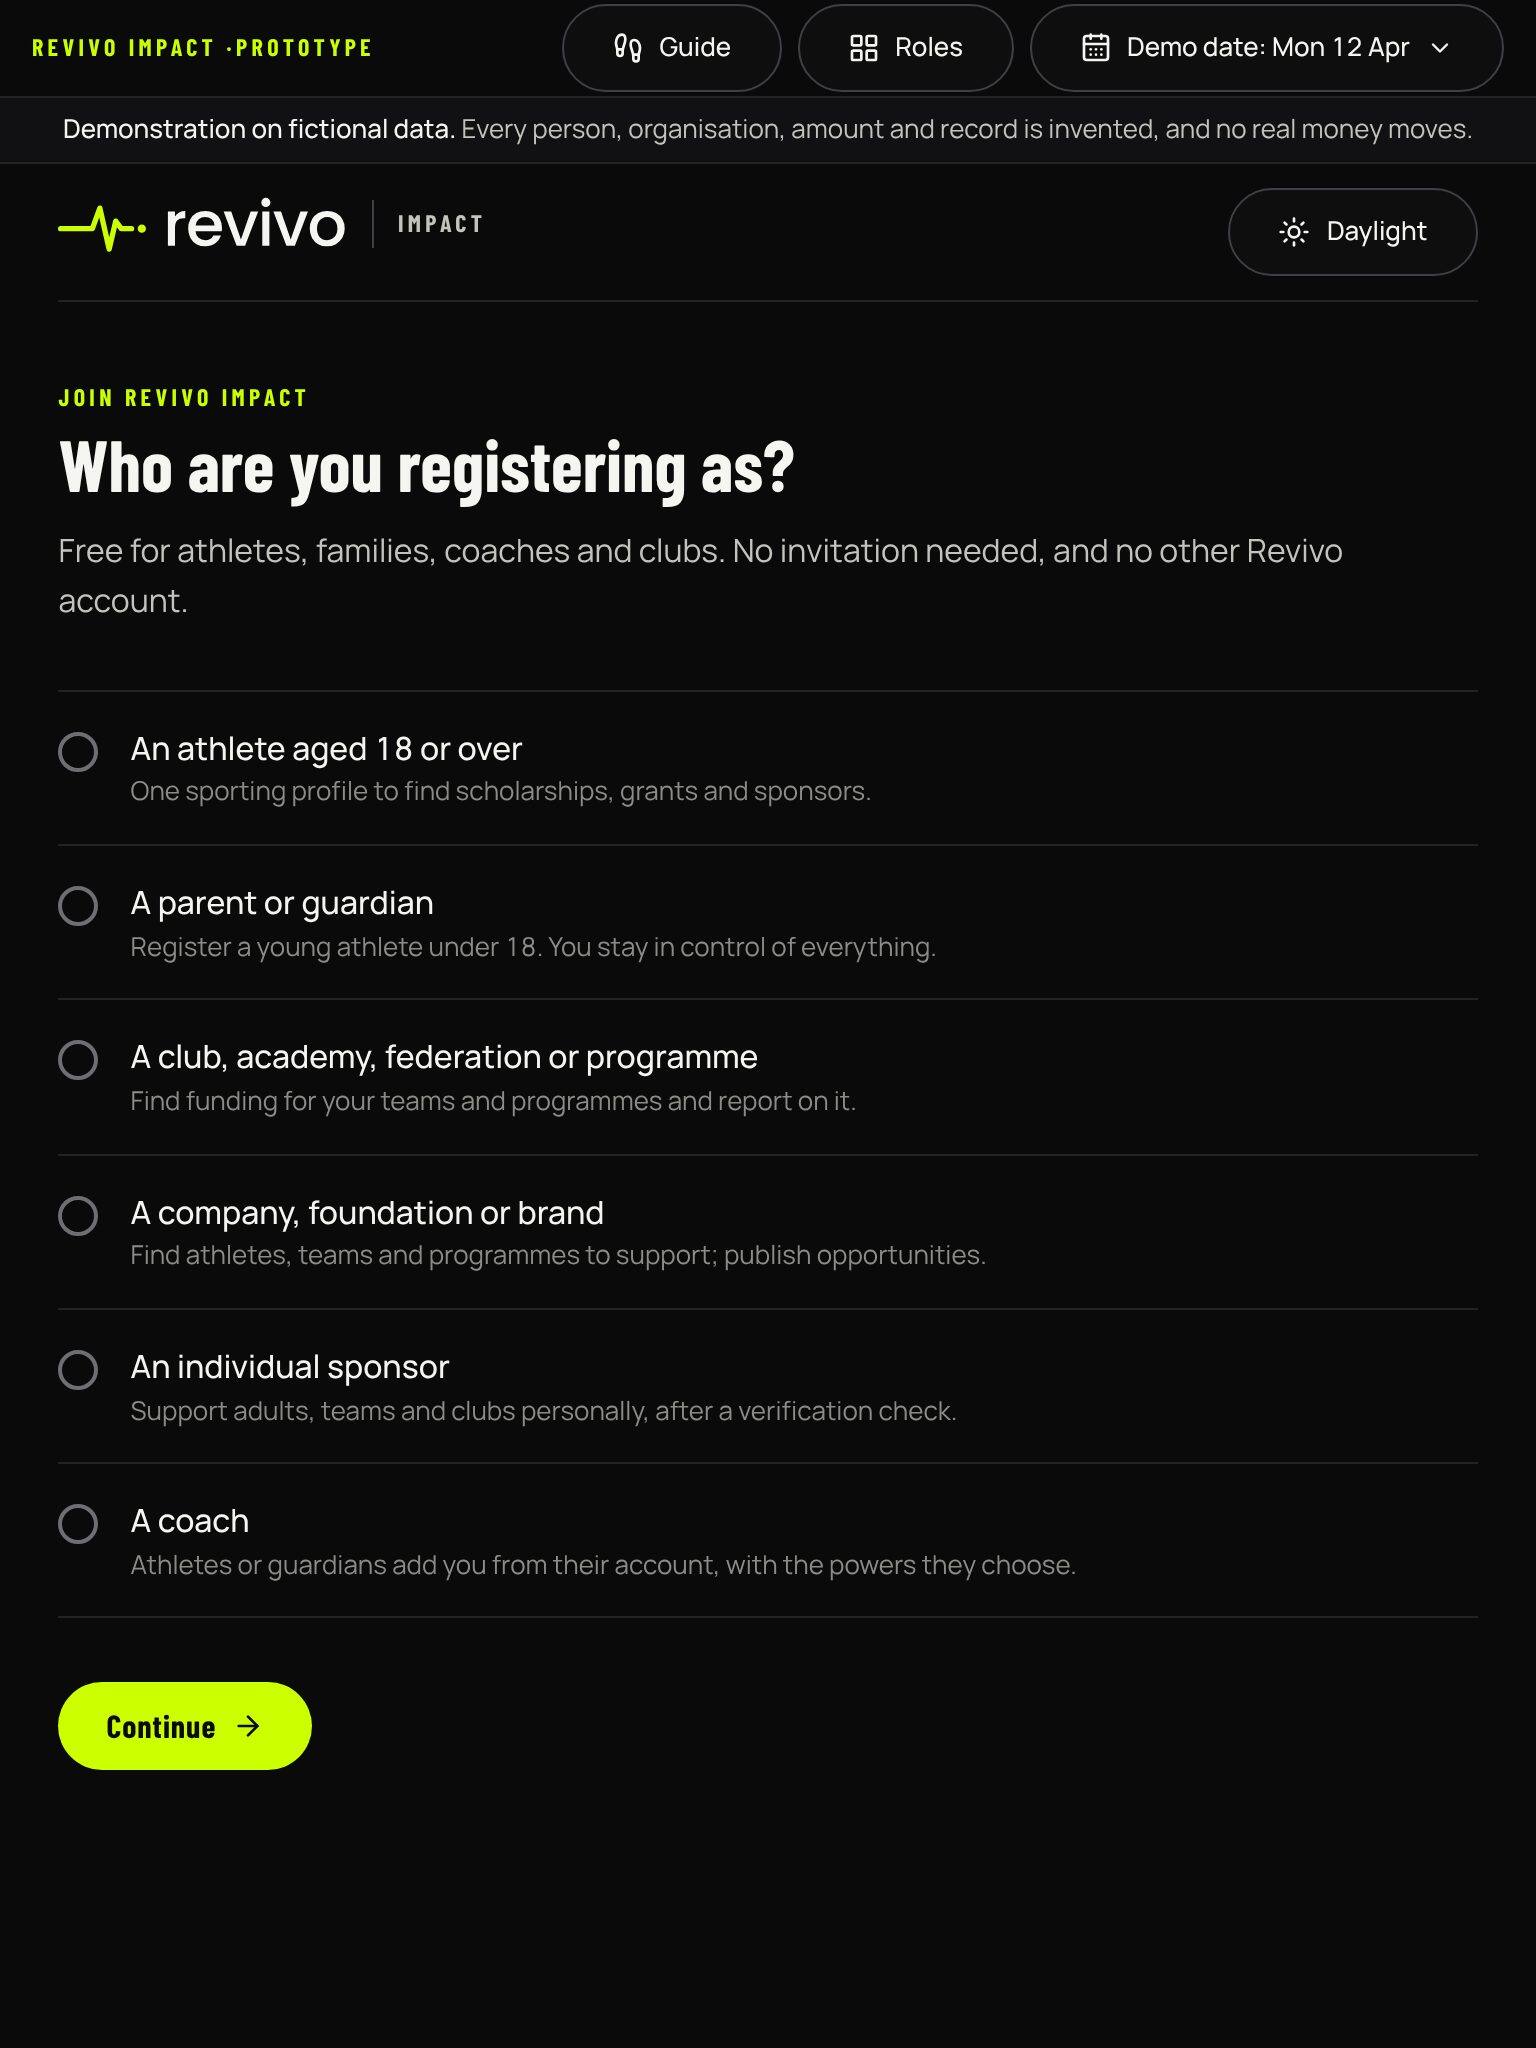 REVIVO IMPACT ·PROTOTYPE
Guide
Roles
Demo date: Mon 12 Apr
Demonstration on fictional data. Every person, organisation, amount and record is invented, and no real money moves.
revivo
IMPACT
Daylight
JOIN REVIVO IMPACT
Who are you registering as?
Free for athletes, families, coaches and clubs. No invitation needed, and no other Revivo
account.
An athlete aged 18 or over
One sporting profile to find scholarships, grants and sponsors.
A parent or guardian
Register a young athlete under 18. You stay in control of everything.
A club, academy, federation or programme
Find funding for your teams and programmes and report on it.
A company, foundation or brand
Find athletes, teams and programmes to support; publish opportunities.
An individual sponsor
Support adults, teams and clubs personally, after a verification check.
A coach
Athletes or guardians add you from their account, with the powers they choose.
Continue